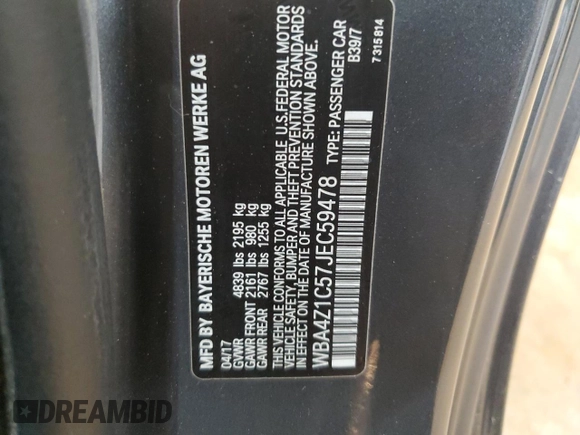 MFD BY BAYERISCHE MOTOREN WERKE AG
04/17
GVWR 4839 lbs 2195 kg
GAWR FRONT 2161 lbs 980 kg
GAWR REAR 2767 lbs 1255 kg
THIS VEHICLE CONFORMS TO ALL APPLICABLE U.S.FEDERAL MOTOR
VEHICLE SAFETY, BUMPER AND THEFT PREVENTION STANDARDS
IN EFFECT ON THE DATE OF MANUFACTURE SHOWN ABOVE.
WBA4Z1C57JEC59478 TYPE: PASSENGER CAR
B39/7
7 315 814
DREAMBID